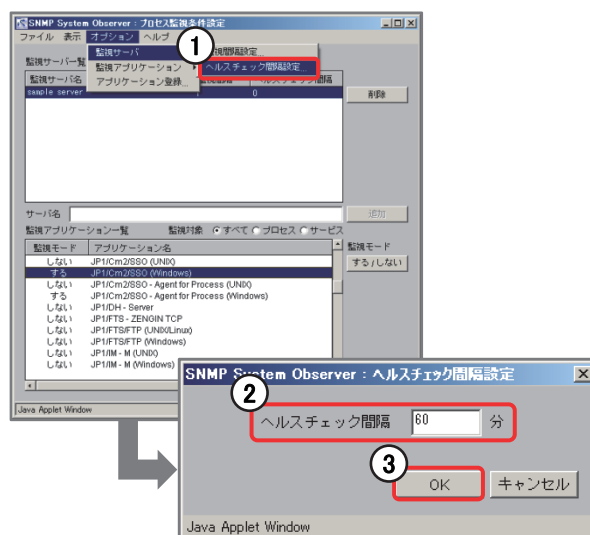 SNMP System Observer : プロセス監視条件設定
ファイル 表示 オプション ヘルプ
1
監視サーバ
視間隔設定...
監視サーバ一覧
監視アプリケーション
ヘルスチェック間隔設定...
監視サーバ名
アプリケーション登録...
sample server
0
削除
サーバ名
追加
監視アプリケーション一覧 監視対象 すべて プロセス サービス
監視モード アプリケーション名
監視モード
しない JP1/Cm2/SSO (UNIX)
する/しない
する JP1/Cm2/SSO (Windows)
しない JP1/Cm2/SSO - Agent for Process (UNIX)
する JP1/Cm2/SSO - Agent for Process (Windows)
しない JP1/DH - Server
しない JP1/FTS - ZENGIN TCP
しない JP1/FTS/FTP (UNIX/Linux)
しない JP1/FTS/FTP (Windows)
しない JP1/IM - M (UNIX)
しない JP1/IM - M (Windows)
Java Applet Window
SNMP System Observer : ヘルスチェック間隔設定
2
ヘルスチェック間隔 60 分
3
OK キャンセル
Java Applet Window